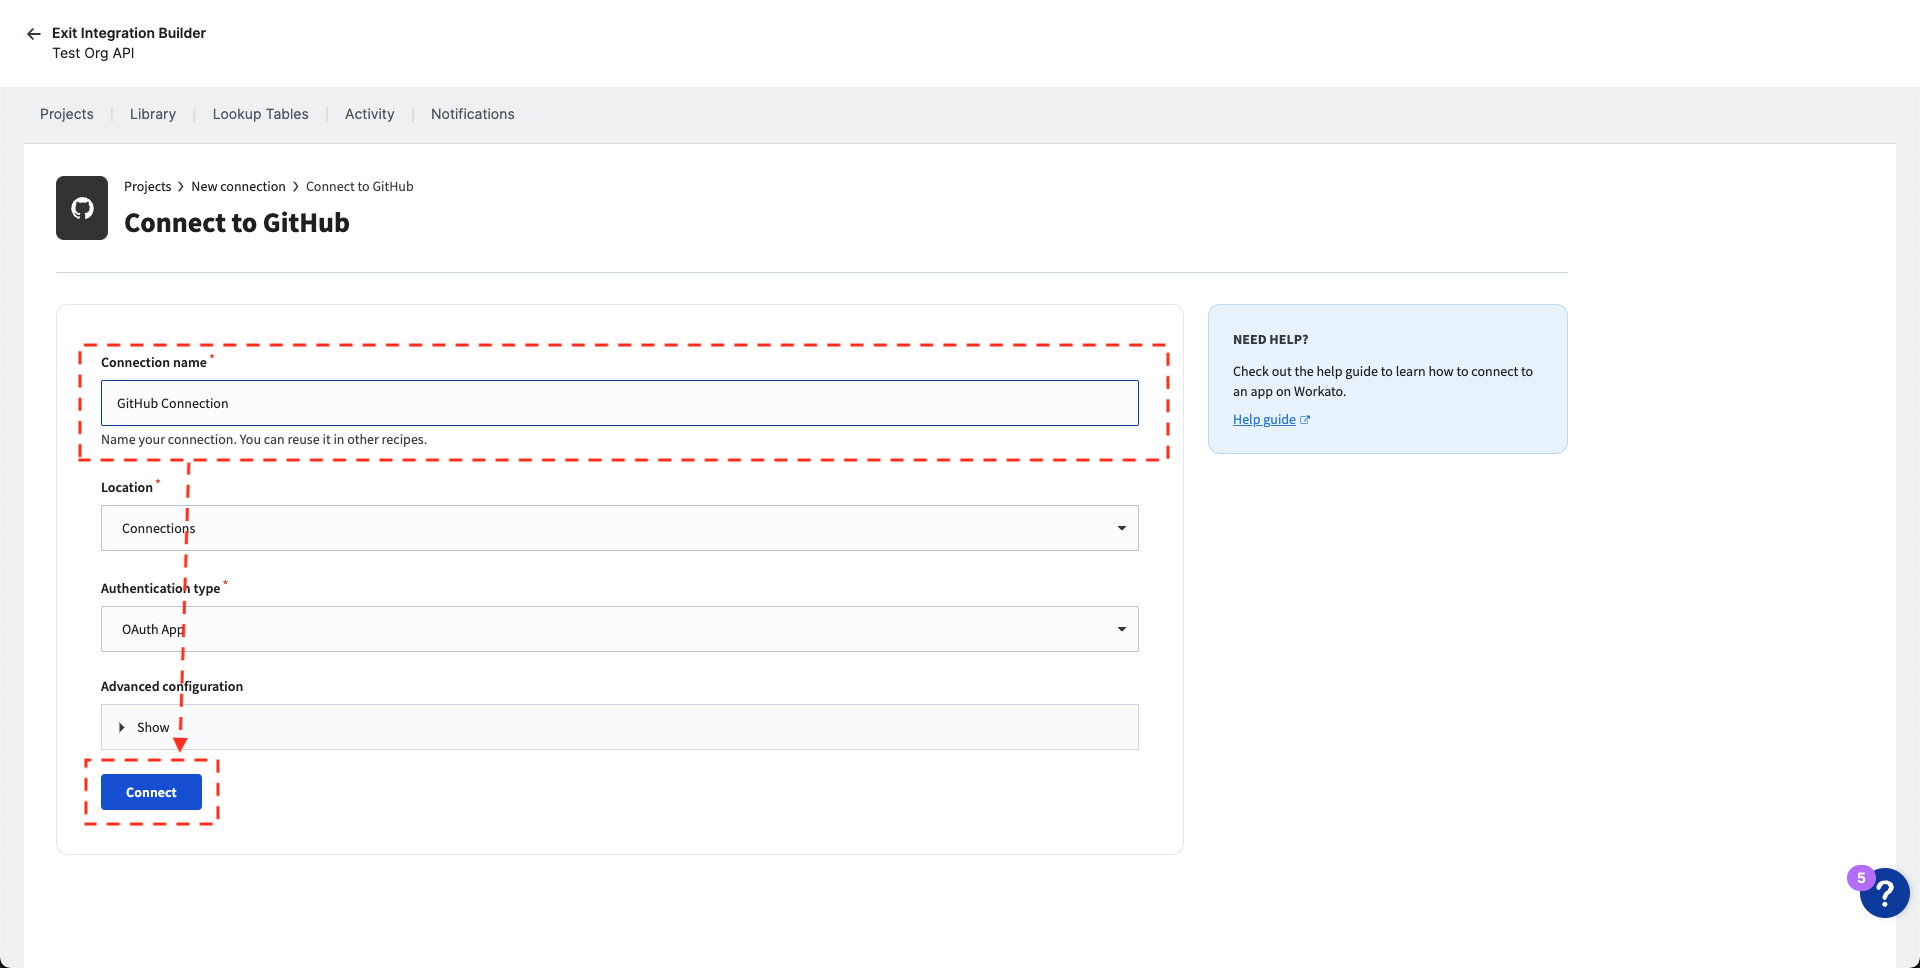 Exit Integration Builder
Test Org API
Projects | Library | Lookup Tables | Activity | Notifications
Projects > New connection > Connect to GitHub
Connect to GitHub
Connection name *
GitHub Connection
Name your connection. You can reuse it in other recipes.
Location *
Connections
Authentication type *
OAuth App
Advanced configuration
Show
Connect
NEED HELP?
Check out the help guide to learn how to connect to
an app on Workato.
Help guide
5
?